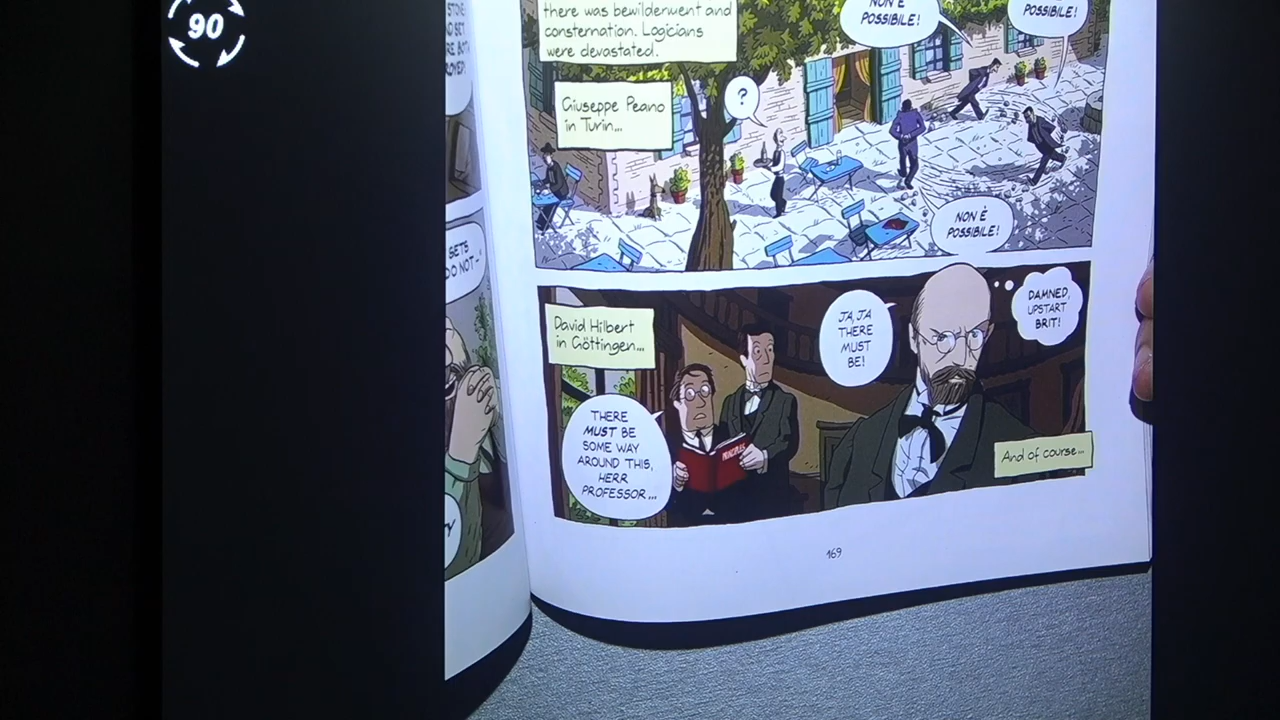 90
SETS
DO NOT-"
there was bewilderment and
consternation. Logicians
were devastated.
NON È
POSSIBILE!
POSSIBILE!
Giuseppe Peano
in Turin...
?
NON È
POSSIBILE!
David Hilbert
in Göttingen...
THERE
MUST BE
SOME WAY
AROUND THIS,
HERR
PROFESSOR...
PRINCIPLES
JA, JA
THERE
MUST
BE!
DAMNED,
UPSTART
BRIT!
And of course...
169